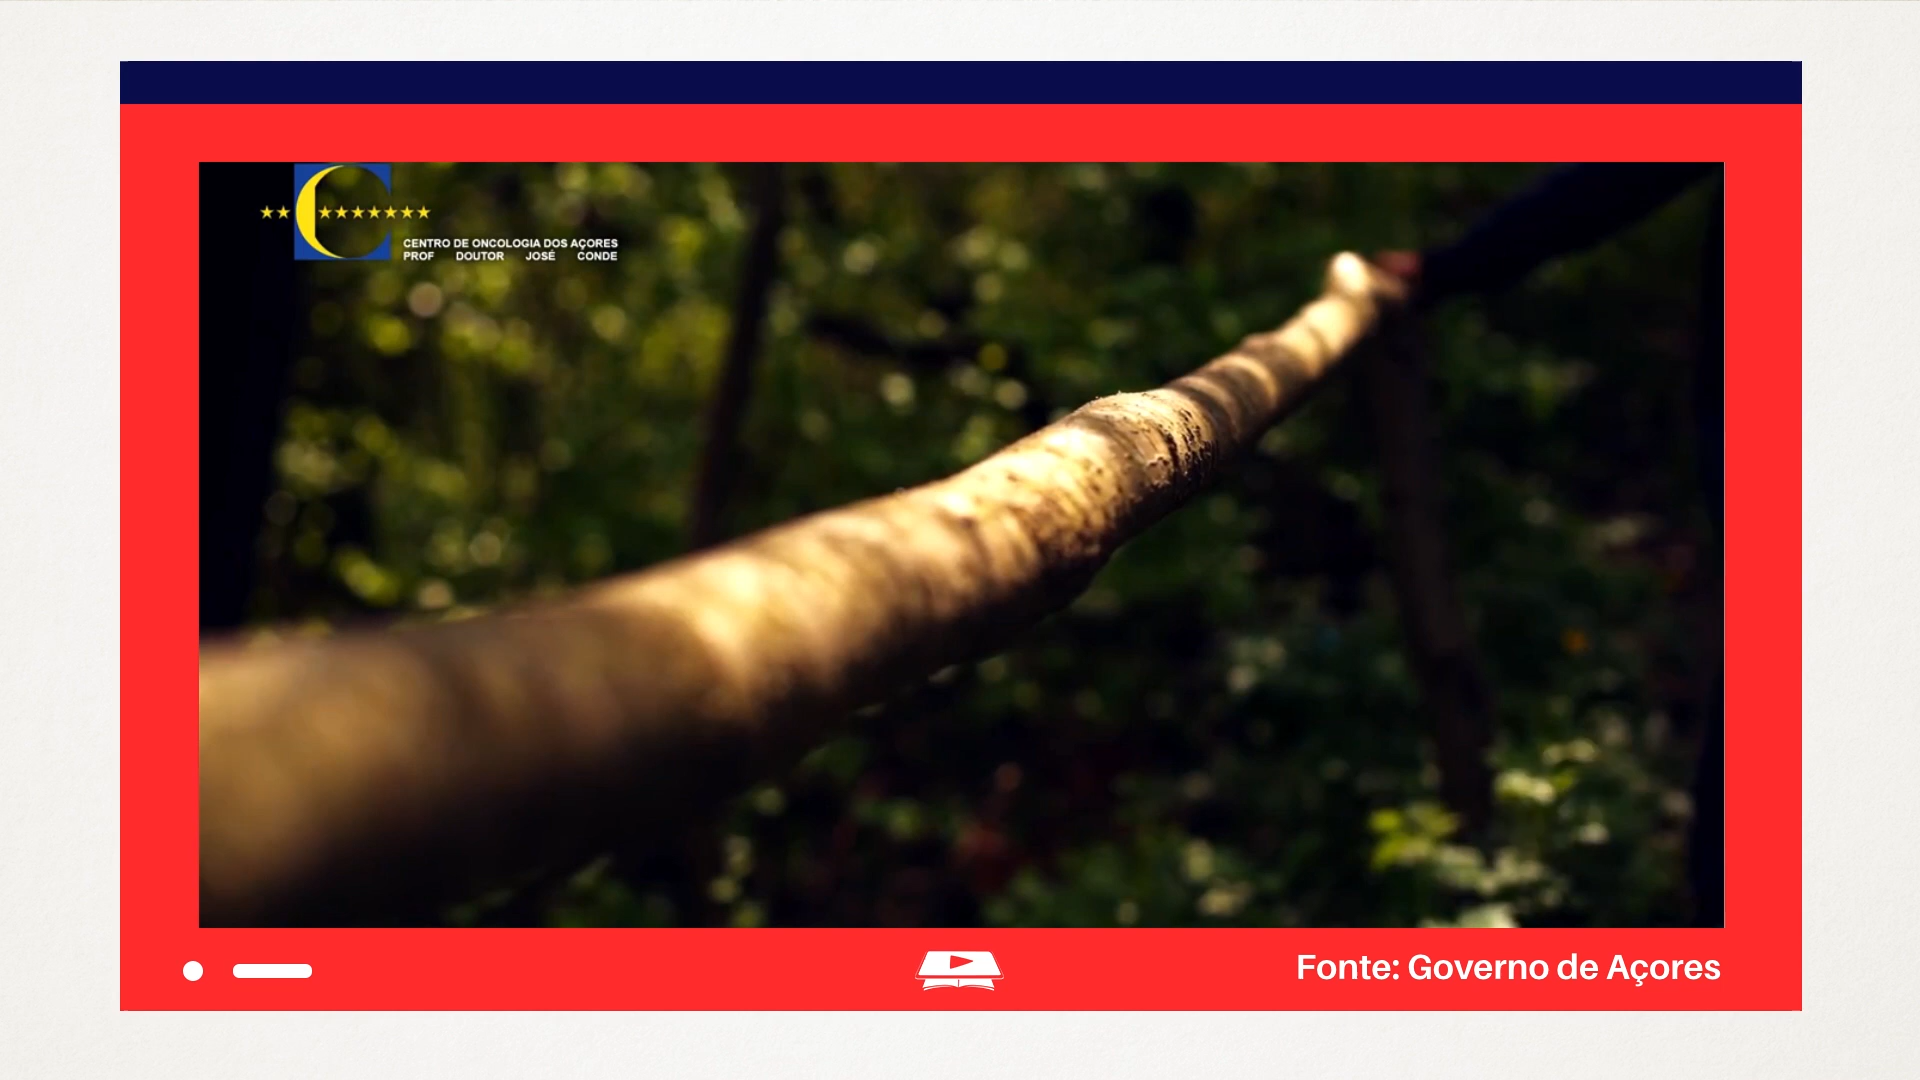 CENTRO DE ONCOLOGIA DOS AÇORES
PROF DOUTOR JOSÉ CONDE
Fonte: Governo de Açores